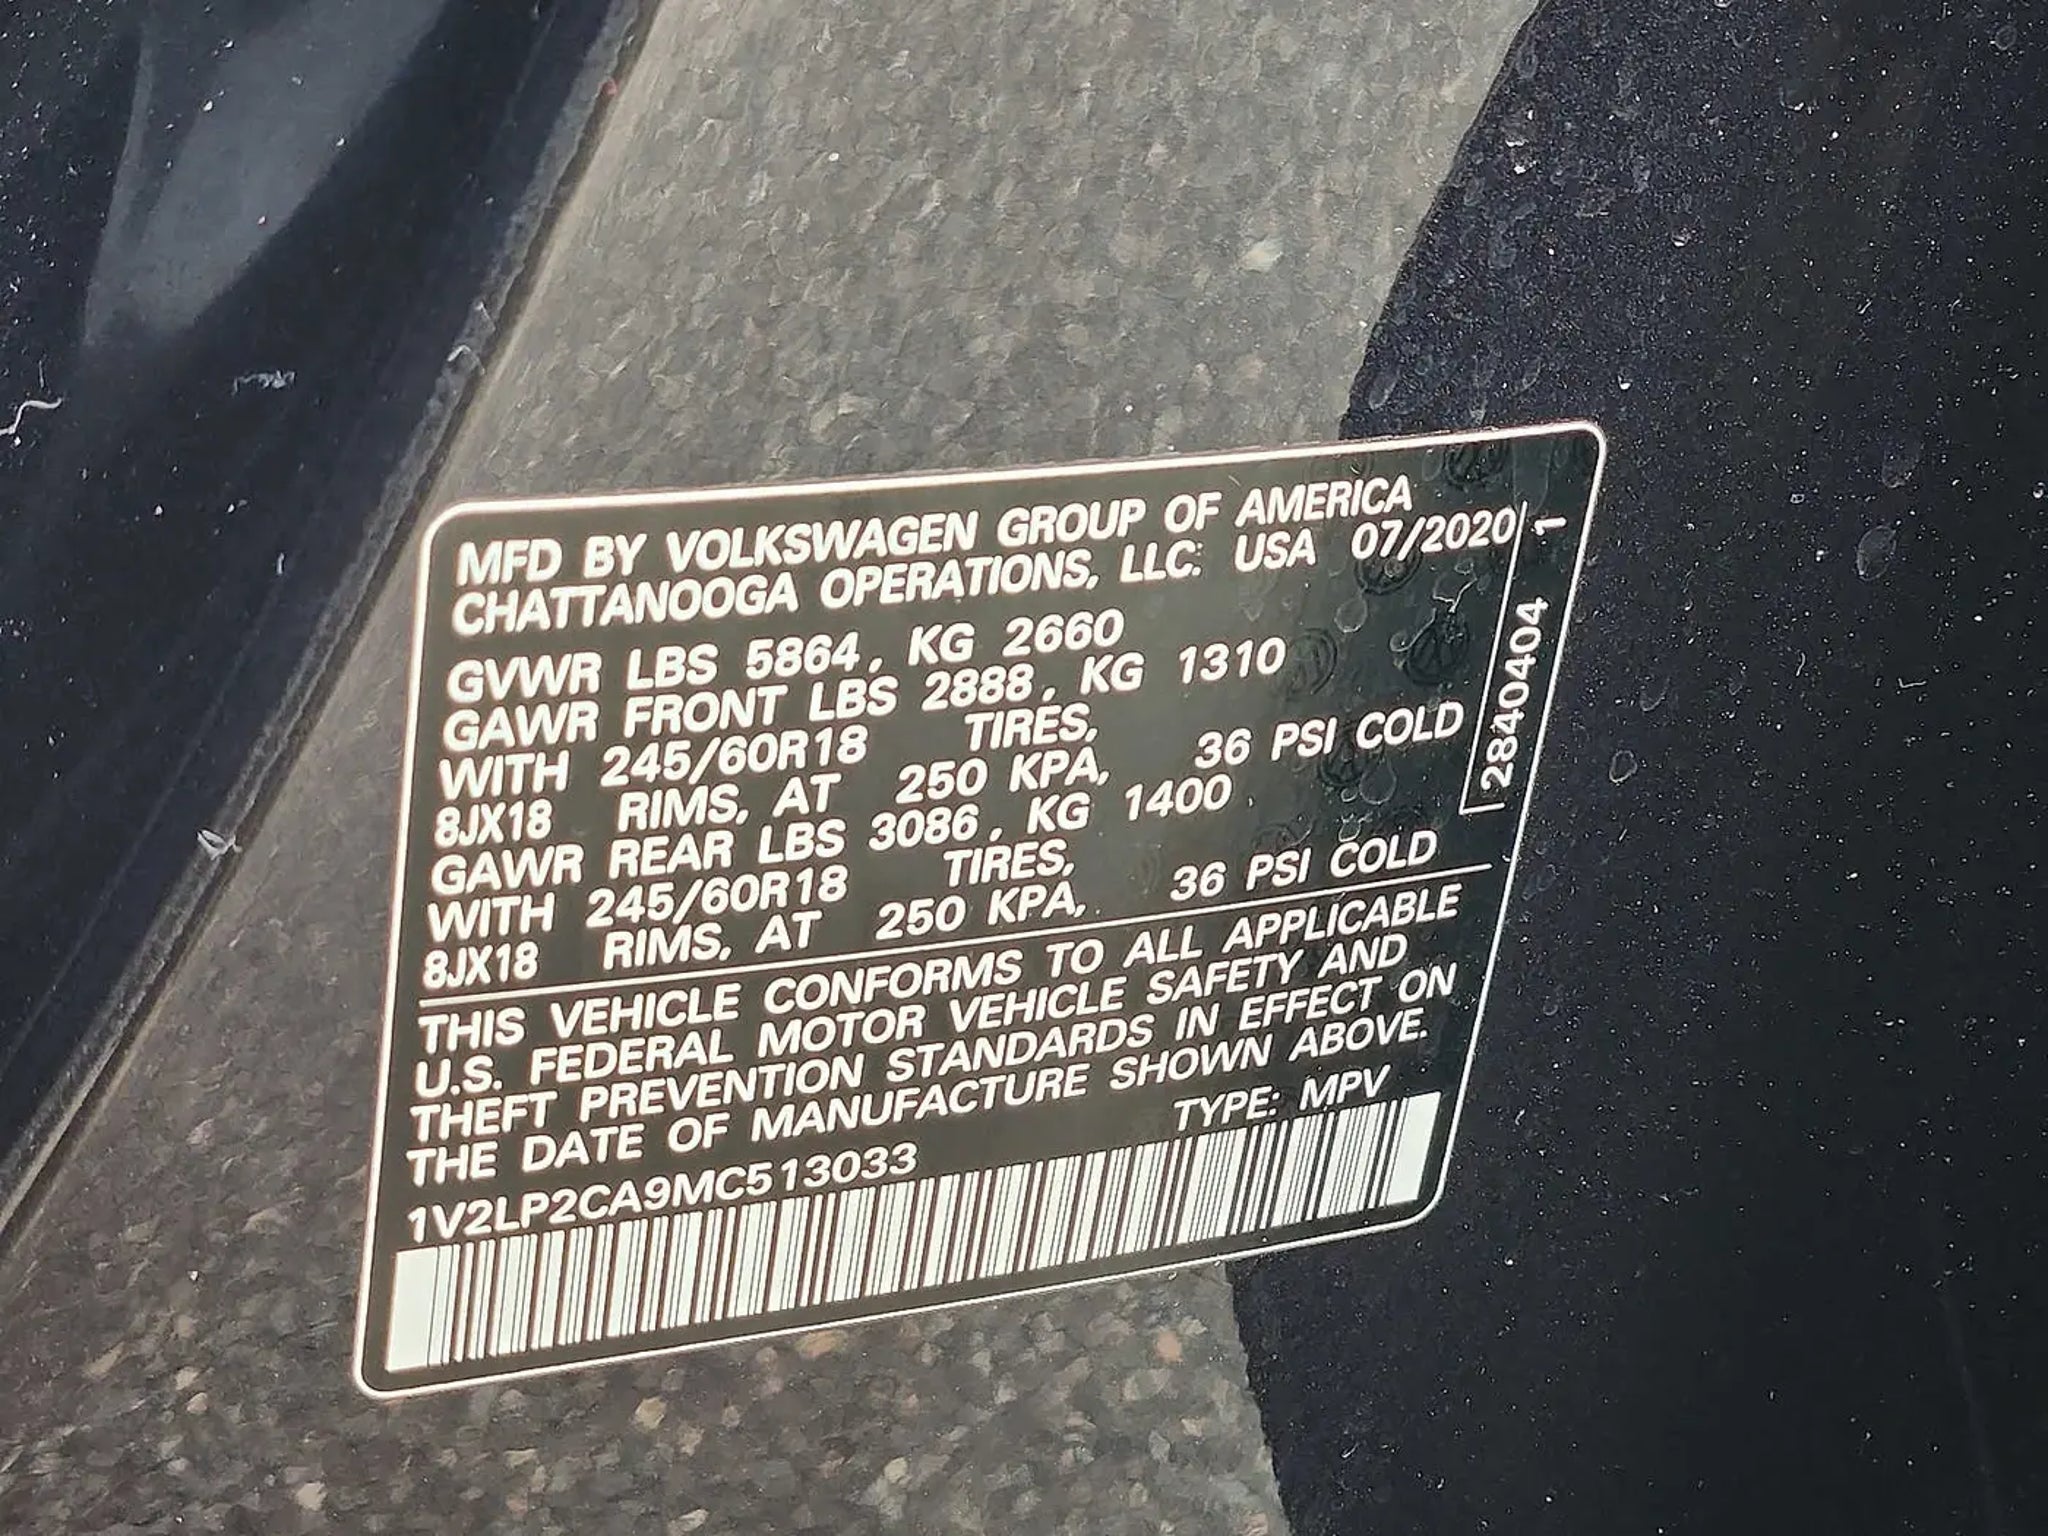 MFD BY VOLKSWAGEN GROUP OF AMERICA
CHATTANOOGA OPERATIONS, LLC. USA 07/2020
GVWR LBS 5864, KG 2660
GAWR FRONT LBS 2888, KG 1310
WITH 245/60R18 TIRES,
8JX18 RIMS, AT 250 KPA, 36 PSI COLD
GAWR REAR LBS 3086, KG 1400
WITH 245/60R18 TIRES,
8JX18 RIMS, AT 250 KPA, 36 PSI COLD
THIS VEHICLE CONFORMS TO ALL APPLICABLE
U.S. FEDERAL MOTOR VEHICLE SAFETY AND
THEFT PREVENTION STANDARDS IN EFFECT ON
THE DATE OF MANUFACTURE SHOWN ABOVE.
TYPE: MPV
1V2LP2CA9MC513033
2840404 1